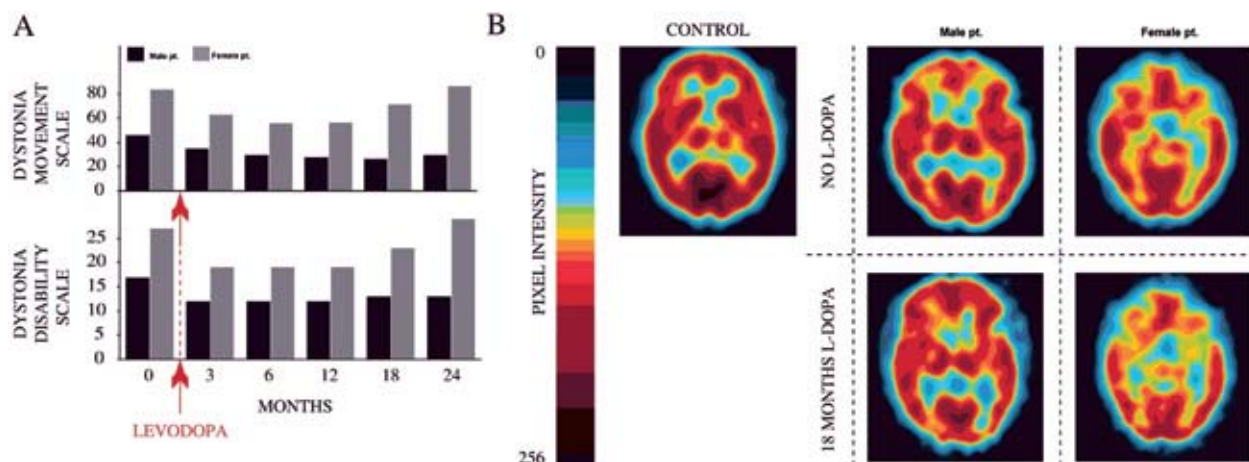 A
Male pt.
Female pt.
DYSTONIA
MOVEMENT
SCALE
80
60
40
20
0
DYSTONIA
DISABILITY
SCALE
25
20
15
10
5
0
0 3 6 12 18 24
MONTHS
LEVODOPA
B
CONTROL
Male pt.
Female pt.
0
PIXEL INTENSITY
256
NO L-DOPA
18 MONTHS L-DOPA